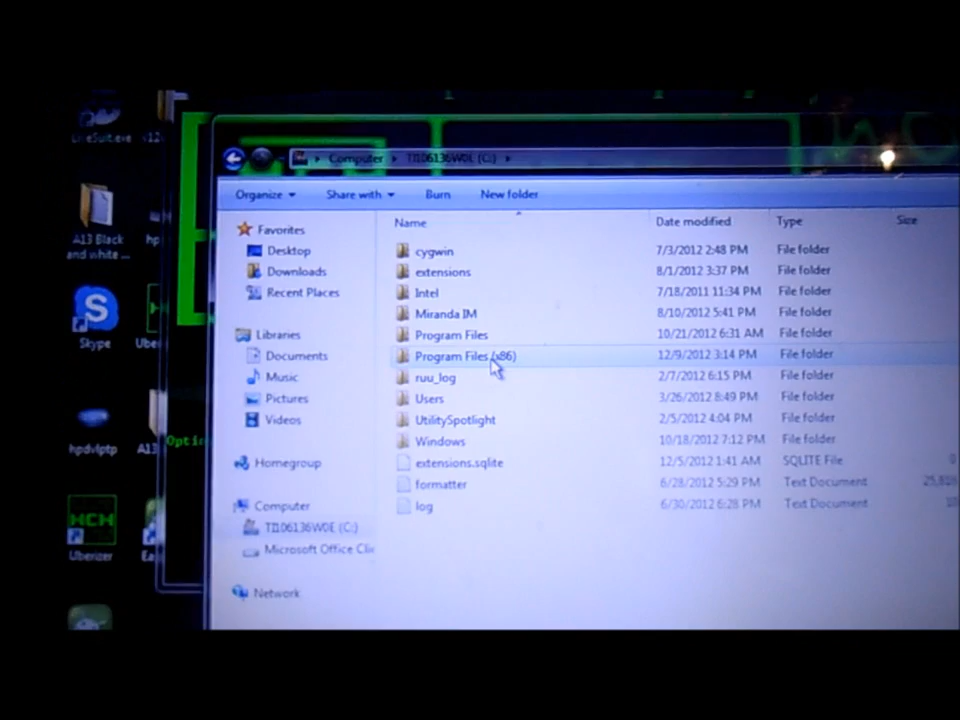 Computer TI106136W0E (C:)
Organize Share with Burn New folder
Name Date modified Type Size
Favorites
Desktop
Downloads
Recent Places
Libraries
Documents
Music
Pictures
Videos
Homegroup
Computer
TI106136W0E (C:)
Microsoft Office Clic
Network
cygwin 7/3/2012 2:48 PM File folder
extensions 8/1/2012 3:37 PM File folder
Intel 7/18/2011 11:34 PM File folder
Miranda IM 8/10/2012 5:41 PM File folder
Program Files 10/21/2012 6:31 AM File folder
Program Files (x86) 12/9/2012 3:14 PM File folder
ruu_log 2/7/2012 6:15 PM File folder
Users 3/26/2012 8:49 PM File folder
UtilitySpotlight 2/5/2012 4:04 PM File folder
Windows 10/18/2012 7:12 PM File folder
extensions.sqlite 12/5/2012 1:41 AM SQLITE File
formatter 6/28/2012 5:29 PM Text Document
log 6/30/2012 6:28 PM Text Document
LiveSuit.exe
A13 Black
and white ...
Skype
hpdvlptp
A13
HCH
Uberizer
Optio